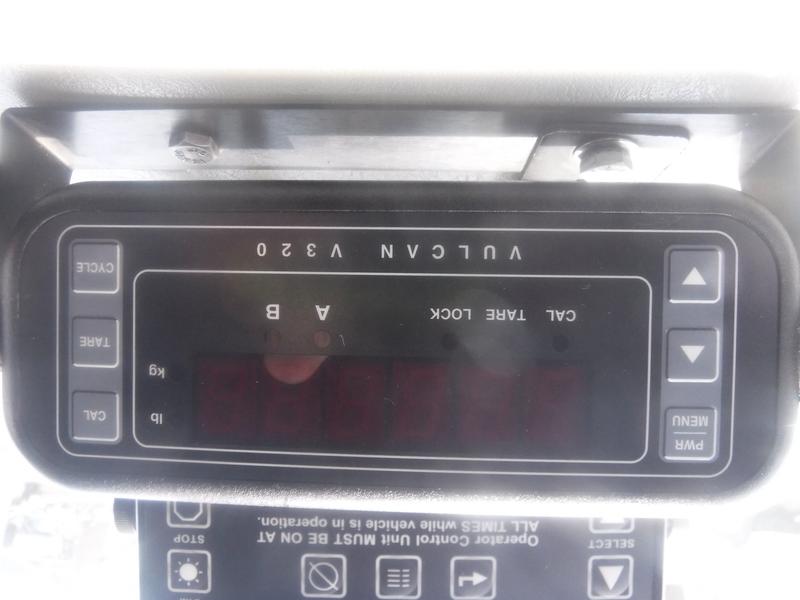 SELECT
STOP
Operator Control Unit MUST BE ON AT
ALL TIMES while vehicle is in operation.
PWR
MENU
lb
kg
CAL
TARE
CYCLE
CAL TARE LOCK
A B
VULCAN V320